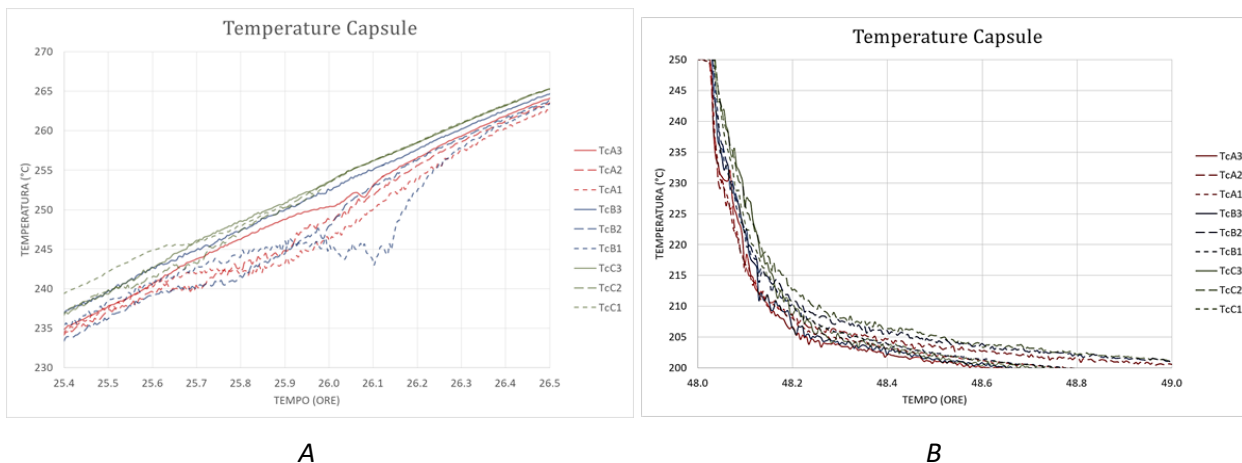 Temperature Capsule
270
265
260
255
250
245
240
235
230
TEMPERATURA (°C)
25.4 25.5 25.6 25.7 25.8 25.9 26.0 26.1 26.2 26.3 26.4 26.5
TEMPO (ORE)
TcA3
TcA2
TcA1
TcB3
TcB2
TcB1
TcC3
TcC2
TcC1
A
Temperature Capsule
250
245
240
235
230
225
220
215
210
205
200
TEMPERATURA (°C)
48.0 48.2 48.4 48.6 48.8 49.0
TEMPO (ORE)
TcA3
TcA2
TcA1
TcB3
TcB2
TcB1
TcC3
TcC2
TcC1
B